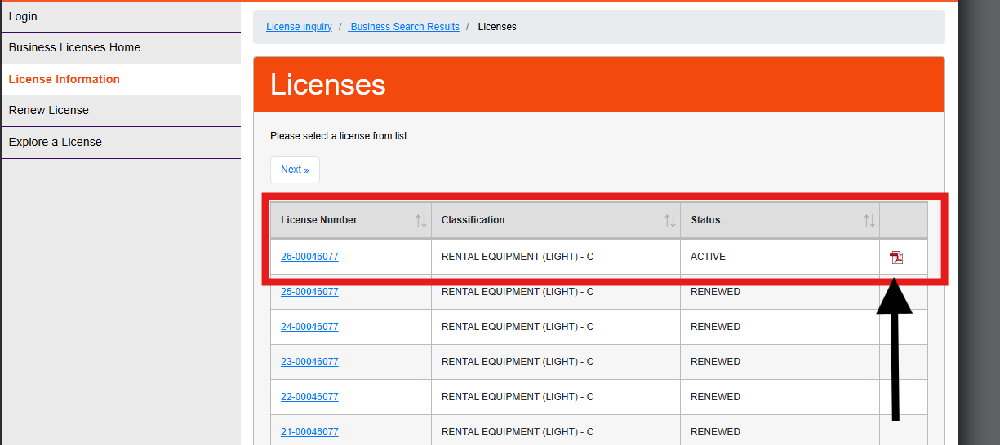 Login
Business Licenses Home
License Information
Renew License
Explore a License
License Inquiry / Business Search Results / Licenses
Licenses
Please select a license from list:
Next »
License Number Classification Status
26-00046077 RENTAL EQUIPMENT (LIGHT) - C ACTIVE
25-00046077 RENTAL EQUIPMENT (LIGHT) - C RENEWED
24-00046077 RENTAL EQUIPMENT (LIGHT) - C RENEWED
23-00046077 RENTAL EQUIPMENT (LIGHT) - C RENEWED
22-00046077 RENTAL EQUIPMENT (LIGHT) - C RENEWED
21-00046077 RENTAL EQUIPMENT (LIGHT) - C RENEWED